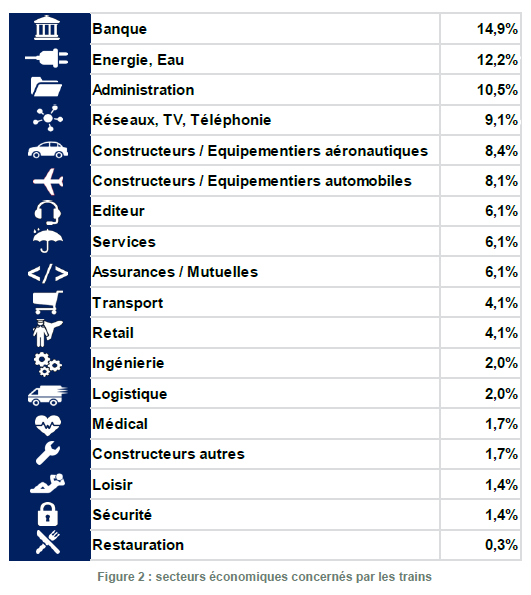 Banque 14,9%
Energie, Eau 12,2%
Administration 10,5%
Réseaux, TV, Téléphonie 9,1%
Constructeurs / Equipementiers aéronautiques 8,4%
Constructeurs / Equipementiers automobiles 8,1%
Editeur 6,1%
Services 6,1%
Assurances / Mutuelles 6,1%
Transport 4,1%
Retail 4,1%
Ingénierie 2,0%
Logistique 2,0%
Médical 1,7%
Constructeurs autres 1,7%
Loisir 1,4%
Sécurité 1,4%
Restauration 0,3%
Figure 2 : secteurs économiques concernés par les trains